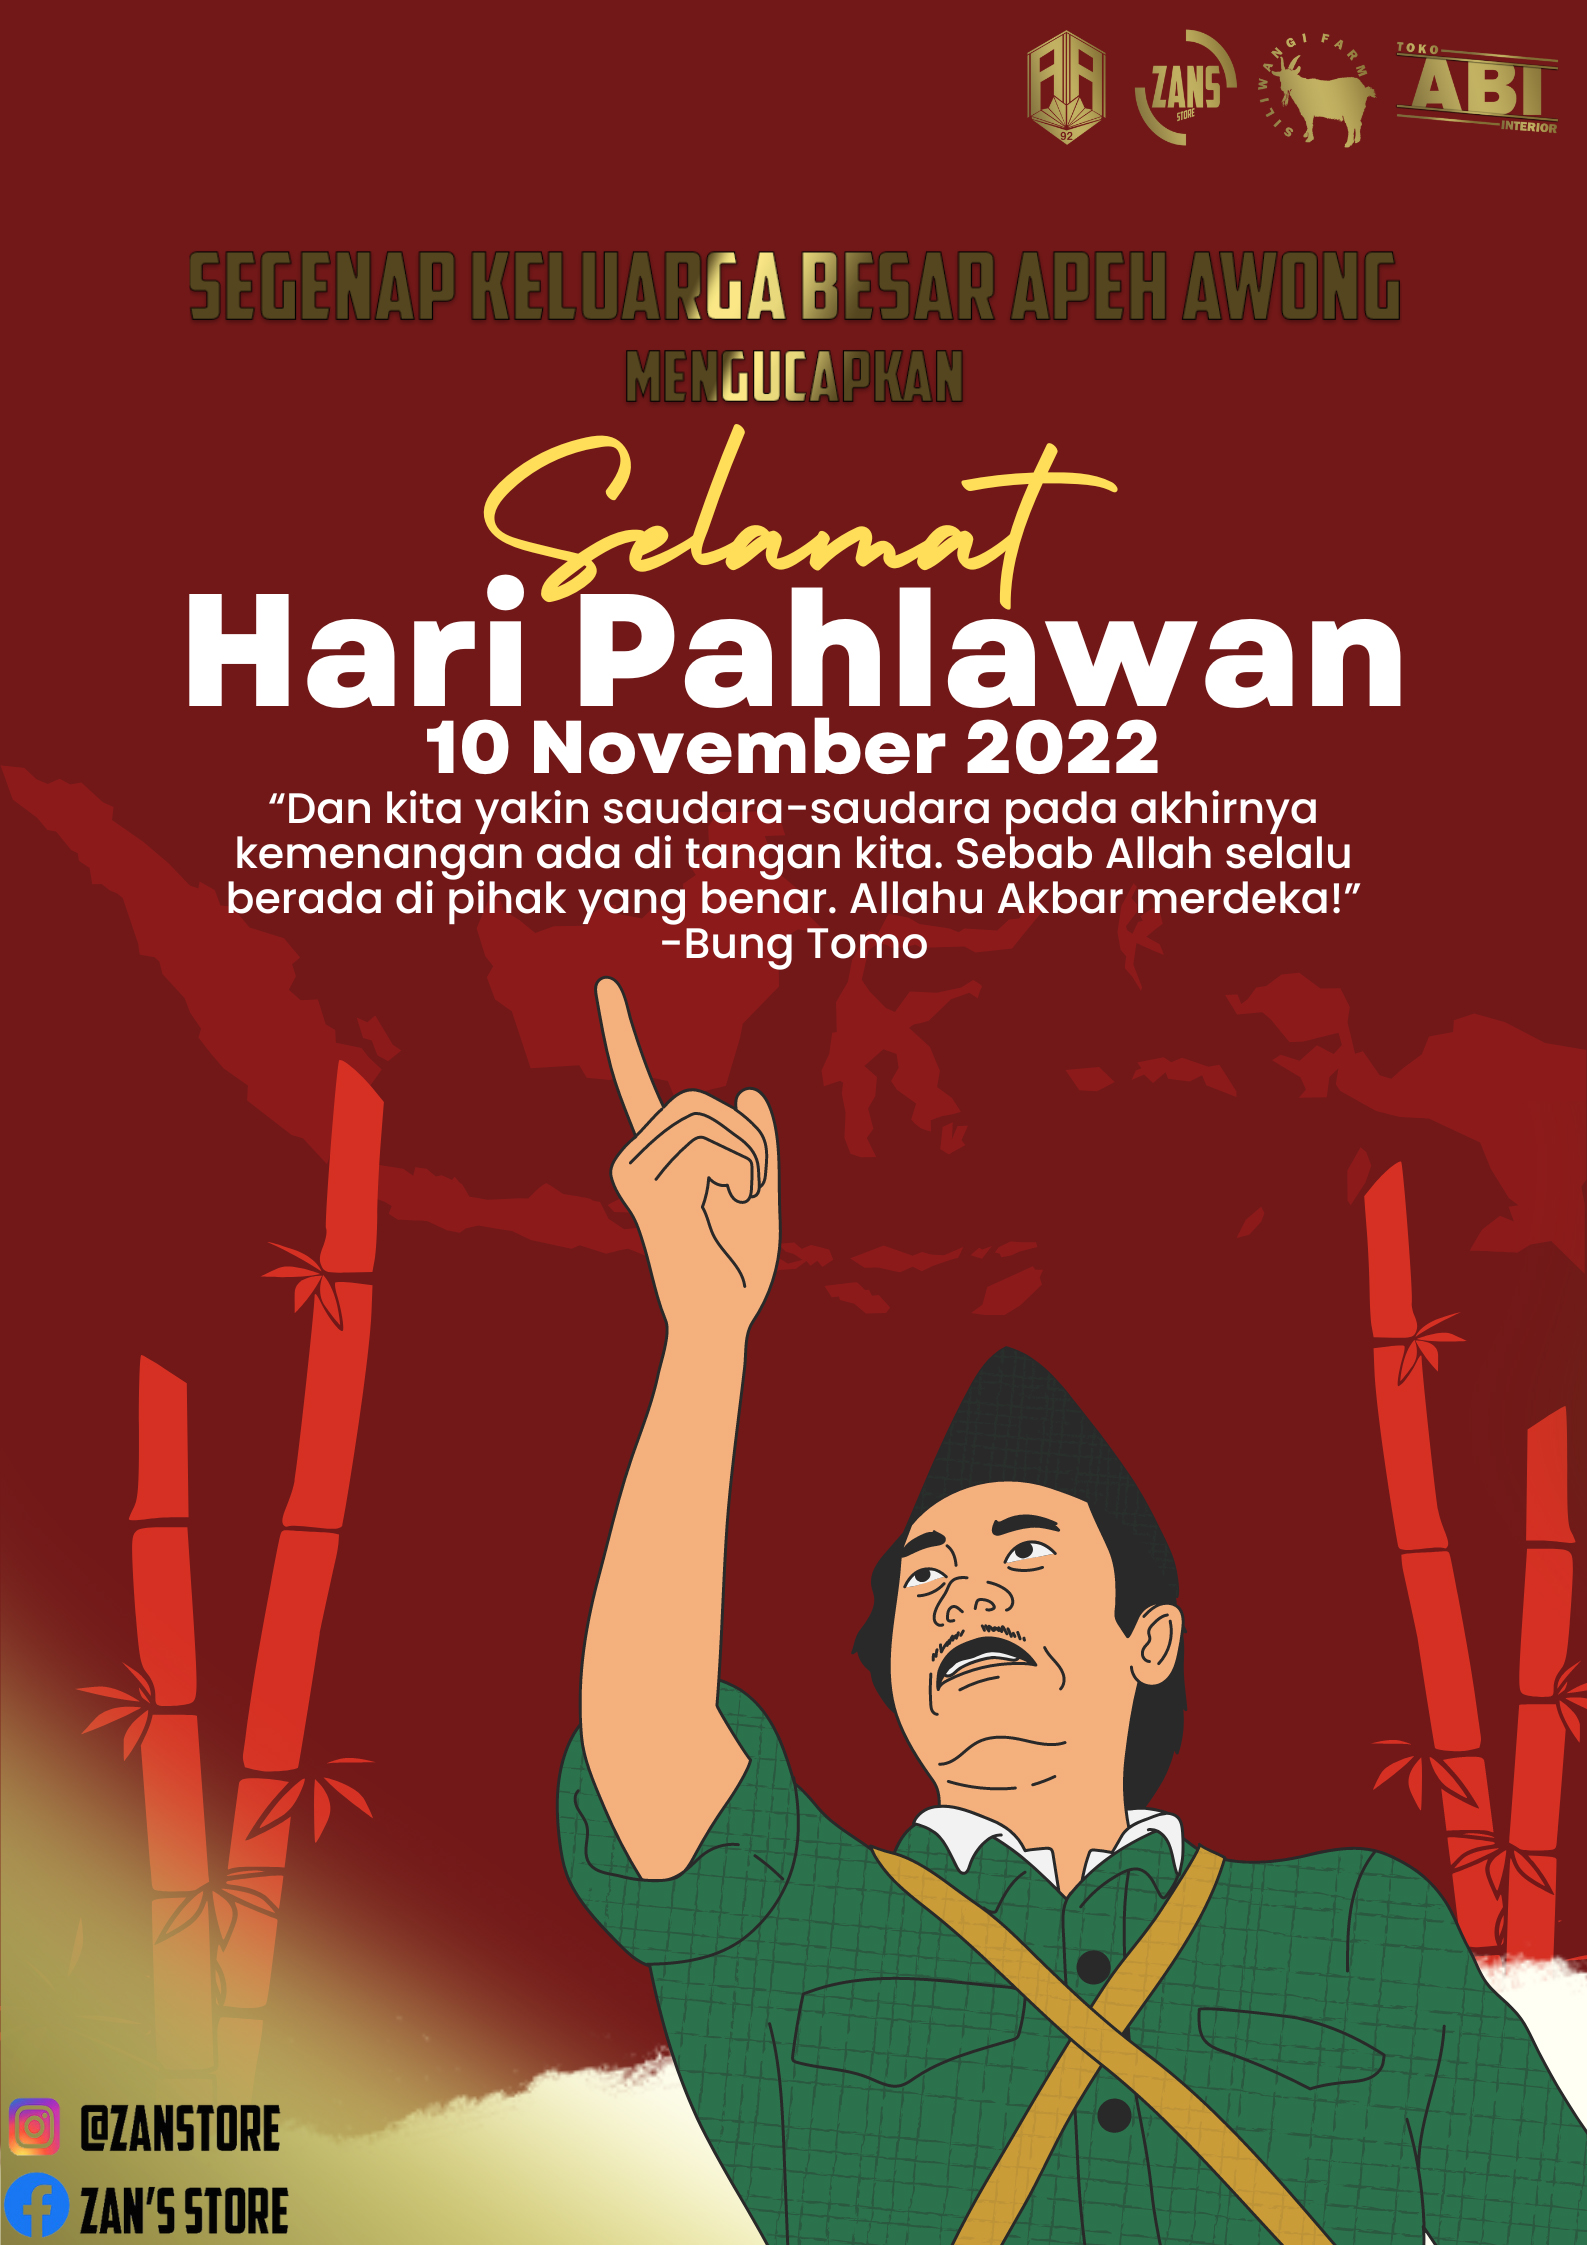 AA
92
ZANS
STORE
SILIWANGI FARM
TOKO
ABI
INTERIOR
SEGENAP KELUARGA BESAR APEH AWONG
MENGUCAPKAN
Selamat
Hari Pahlawan
10 November 2022
“Dan kita yakin saudara-saudara pada akhirnya
kemenangan ada di tangan kita. Sebab Allah selalu
berada di pihak yang benar. Allahu Akbar merdeka!”
-Bung Tomo
@ZANSTORE
ZAN'S STORE